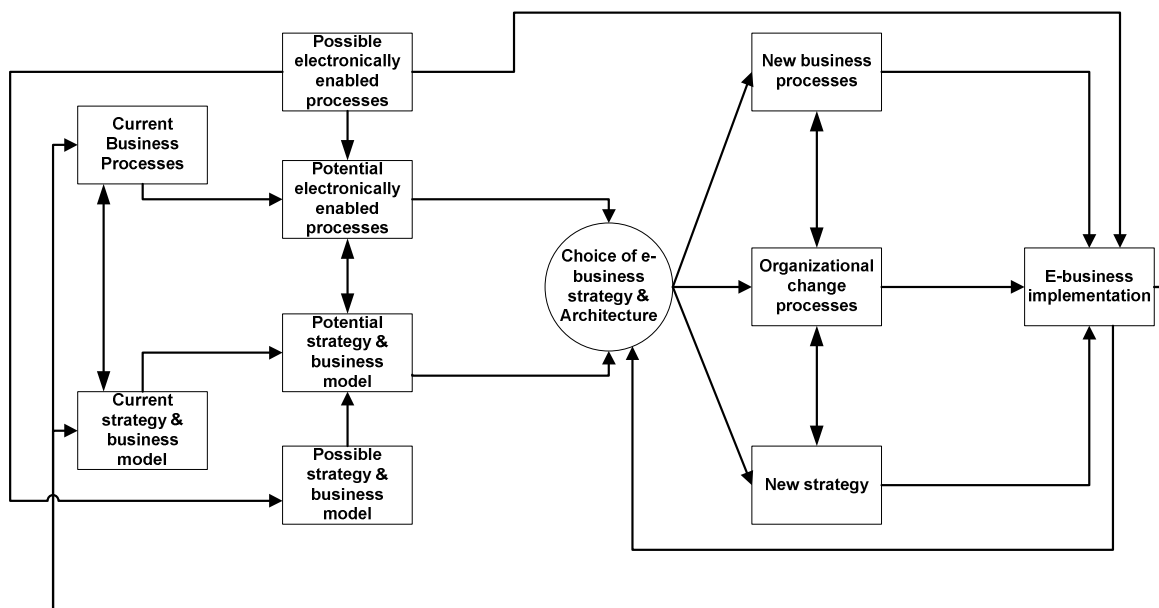 Possible
electronically
enabled
processes
New business
processes
Current
Business
Processes
Potential
electronically
enabled
processes
Choice of e-
business
strategy &
Architecture
Organizational
change
processes
E-business
implementation
Potential
strategy &
business
model
Current
strategy &
business
model
Possible
strategy &
business
model
New strategy